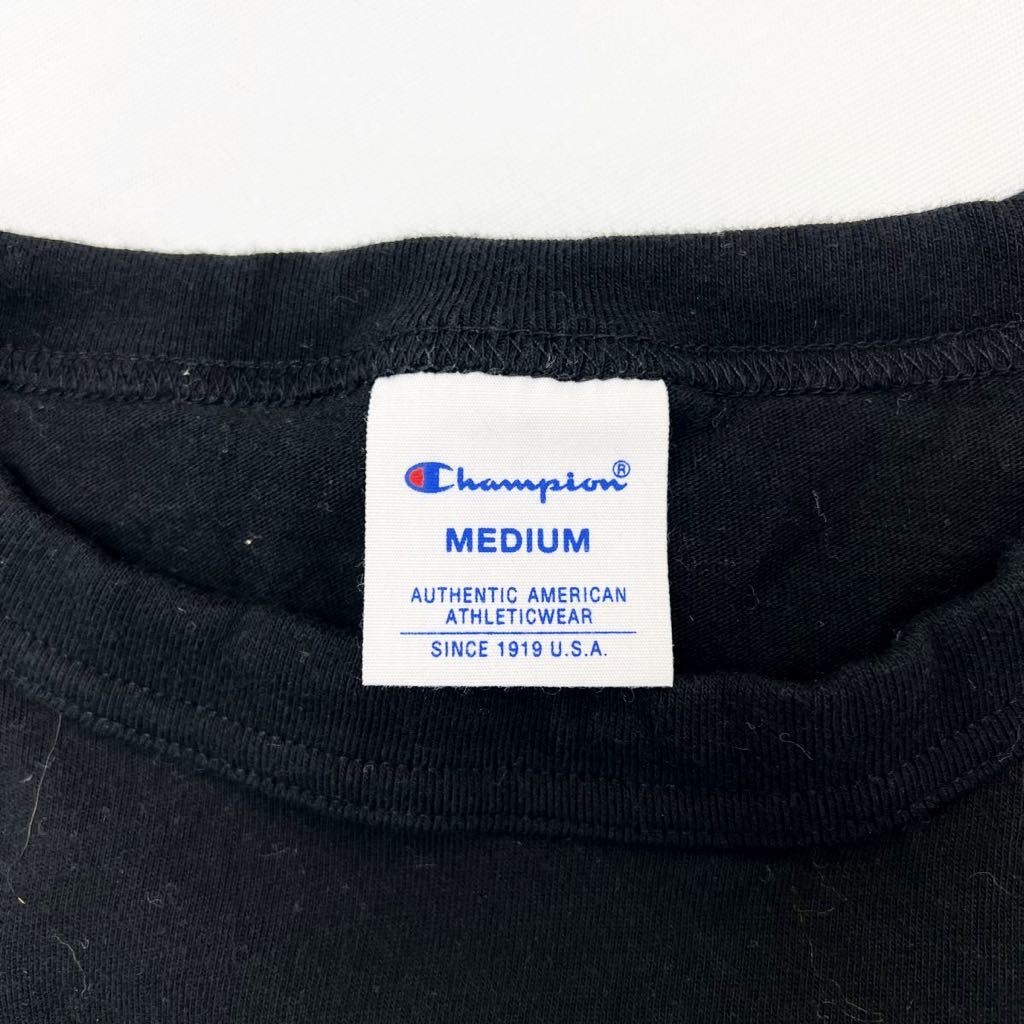 Champion®
MEDIUM
AUTHENTIC AMERICAN
ATHLETICWEAR
SINCE 1919 U.S.A.